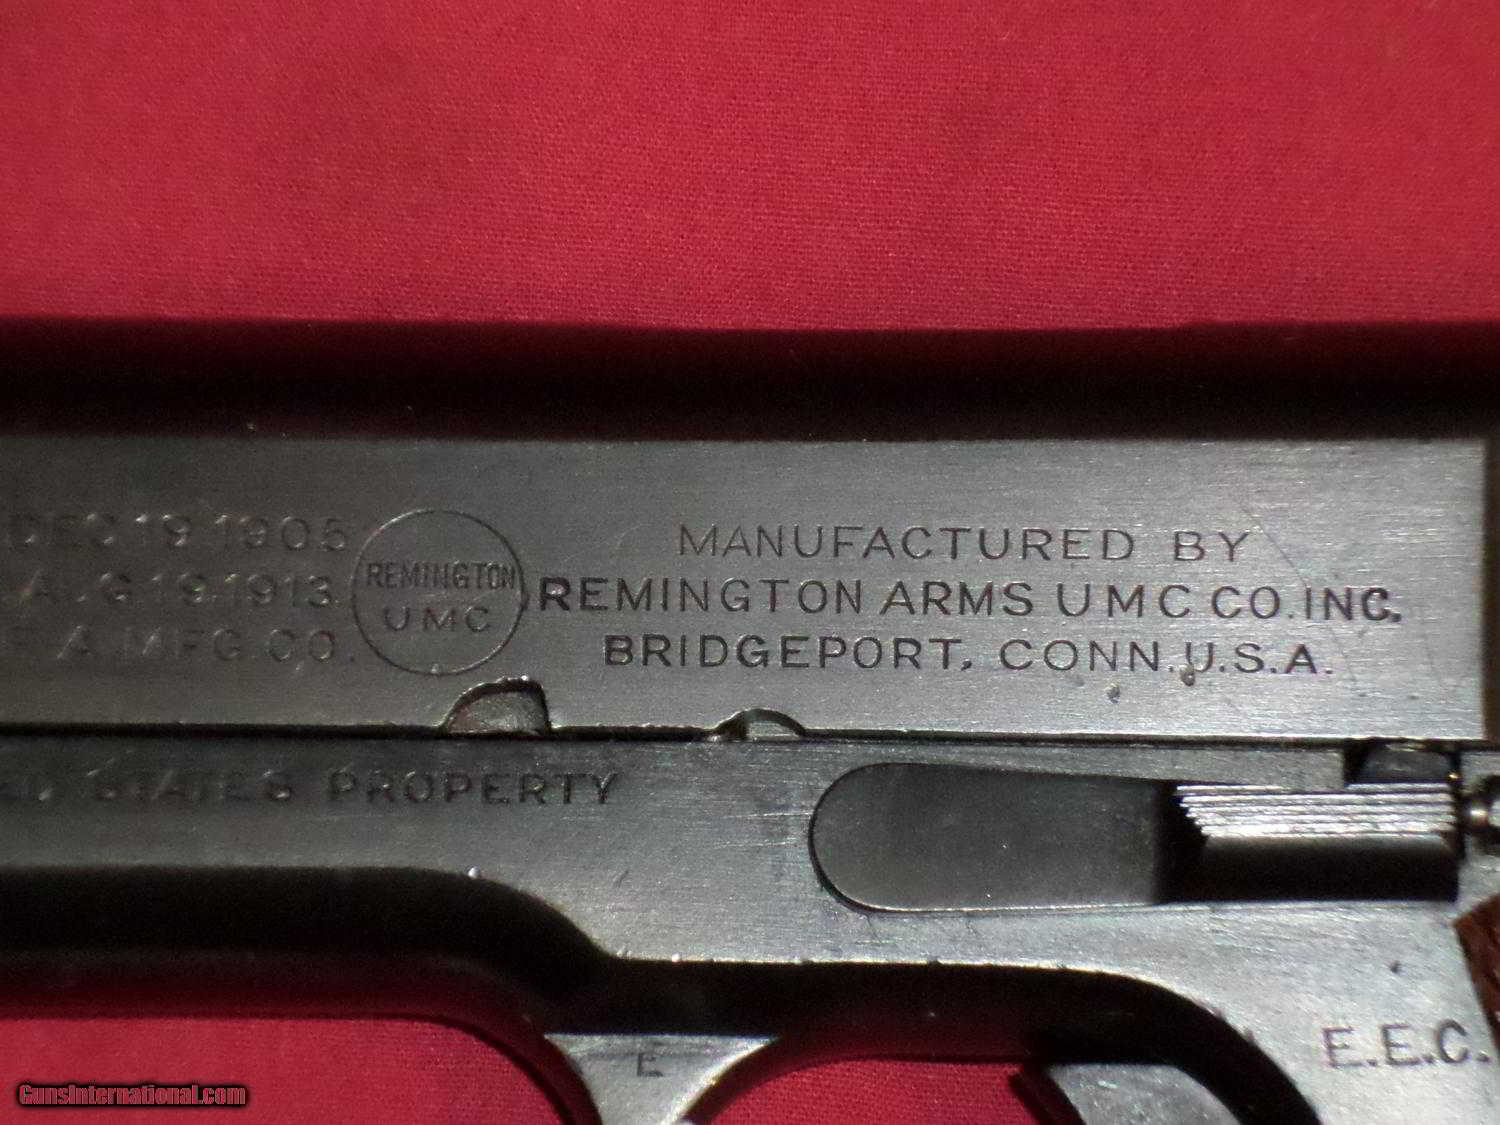 DEC 19 1905
AUG 19 1913
A. MFG. CO.
REMINGTON
UMC
MANUFACTURED BY
REMINGTON ARMS UMC CO. INC.
BRIDGEPORT, CONN. U.S.A.
STATES PROPERTY
E
E.E.C.
GunsInternational.com